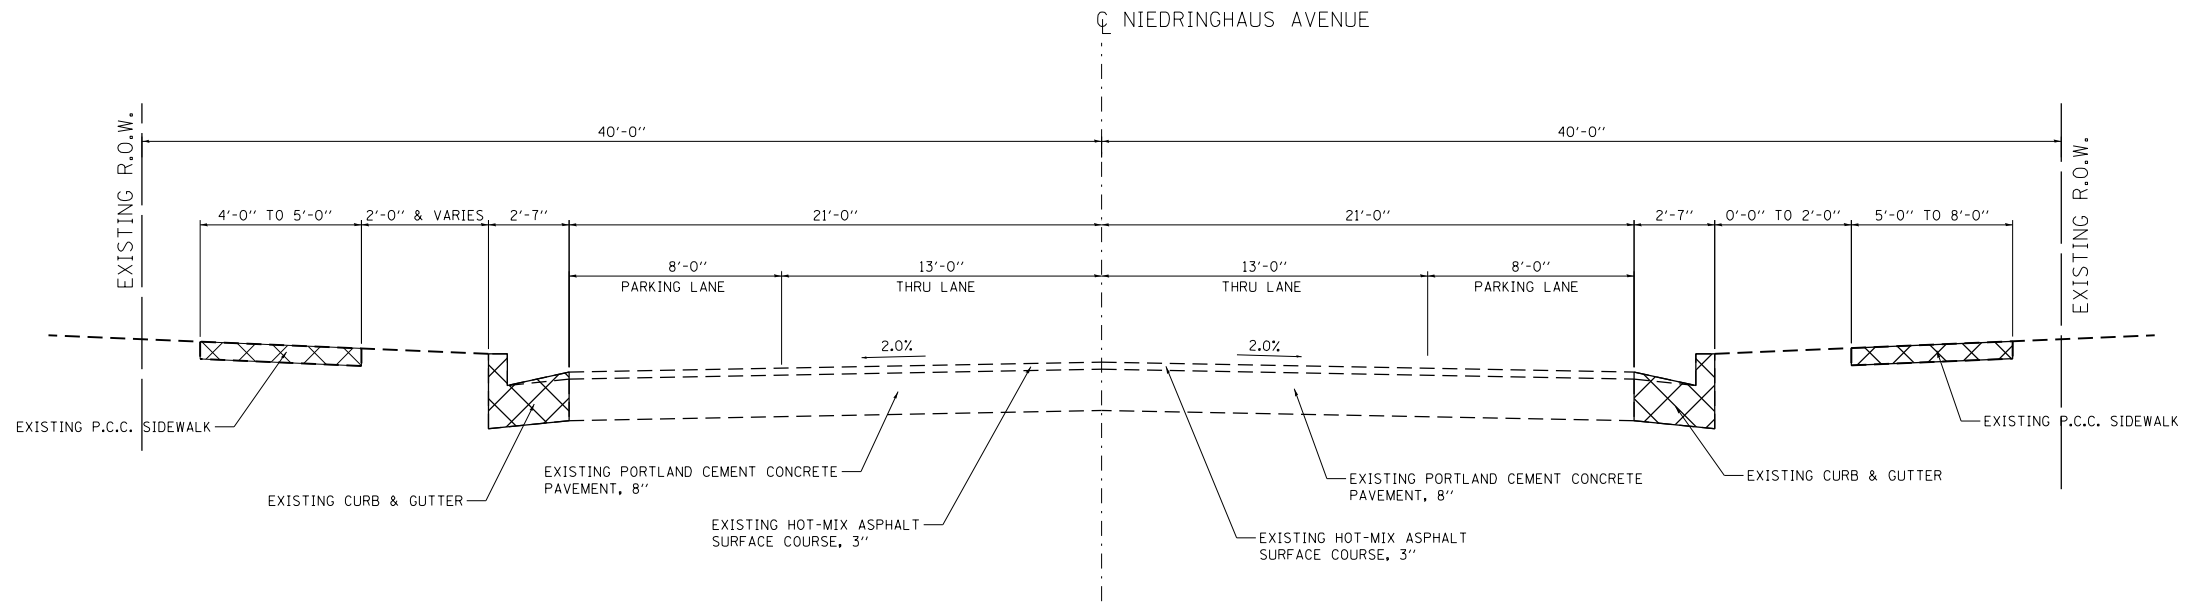 ℄ NIEDRINGHAUS AVENUE
EXISTING R.O.W.
40'-0"
40'-0"
EXISTING R.O.W.
4'-0" TO 5'-0"
2'-0" & VARIES
2'-7"
21'-0"
21'-0"
2'-7"
0'-0" TO 2'-0"
5'-0" TO 8'-0"
8'-0"
PARKING LANE
13'-0"
THRU LANE
13'-0"
THRU LANE
8'-0"
PARKING LANE
2.0%
2.0%
EXISTING P.C.C. SIDEWALK
EXISTING CURB & GUTTER
EXISTING PORTLAND CEMENT CONCRETE
PAVEMENT, 8"
EXISTING HOT-MIX ASPHALT
SURFACE COURSE, 3"
EXISTING HOT-MIX ASPHALT
SURFACE COURSE, 3"
EXISTING PORTLAND CEMENT CONCRETE
PAVEMENT, 8"
EXISTING CURB & GUTTER
EXISTING P.C.C. SIDEWALK